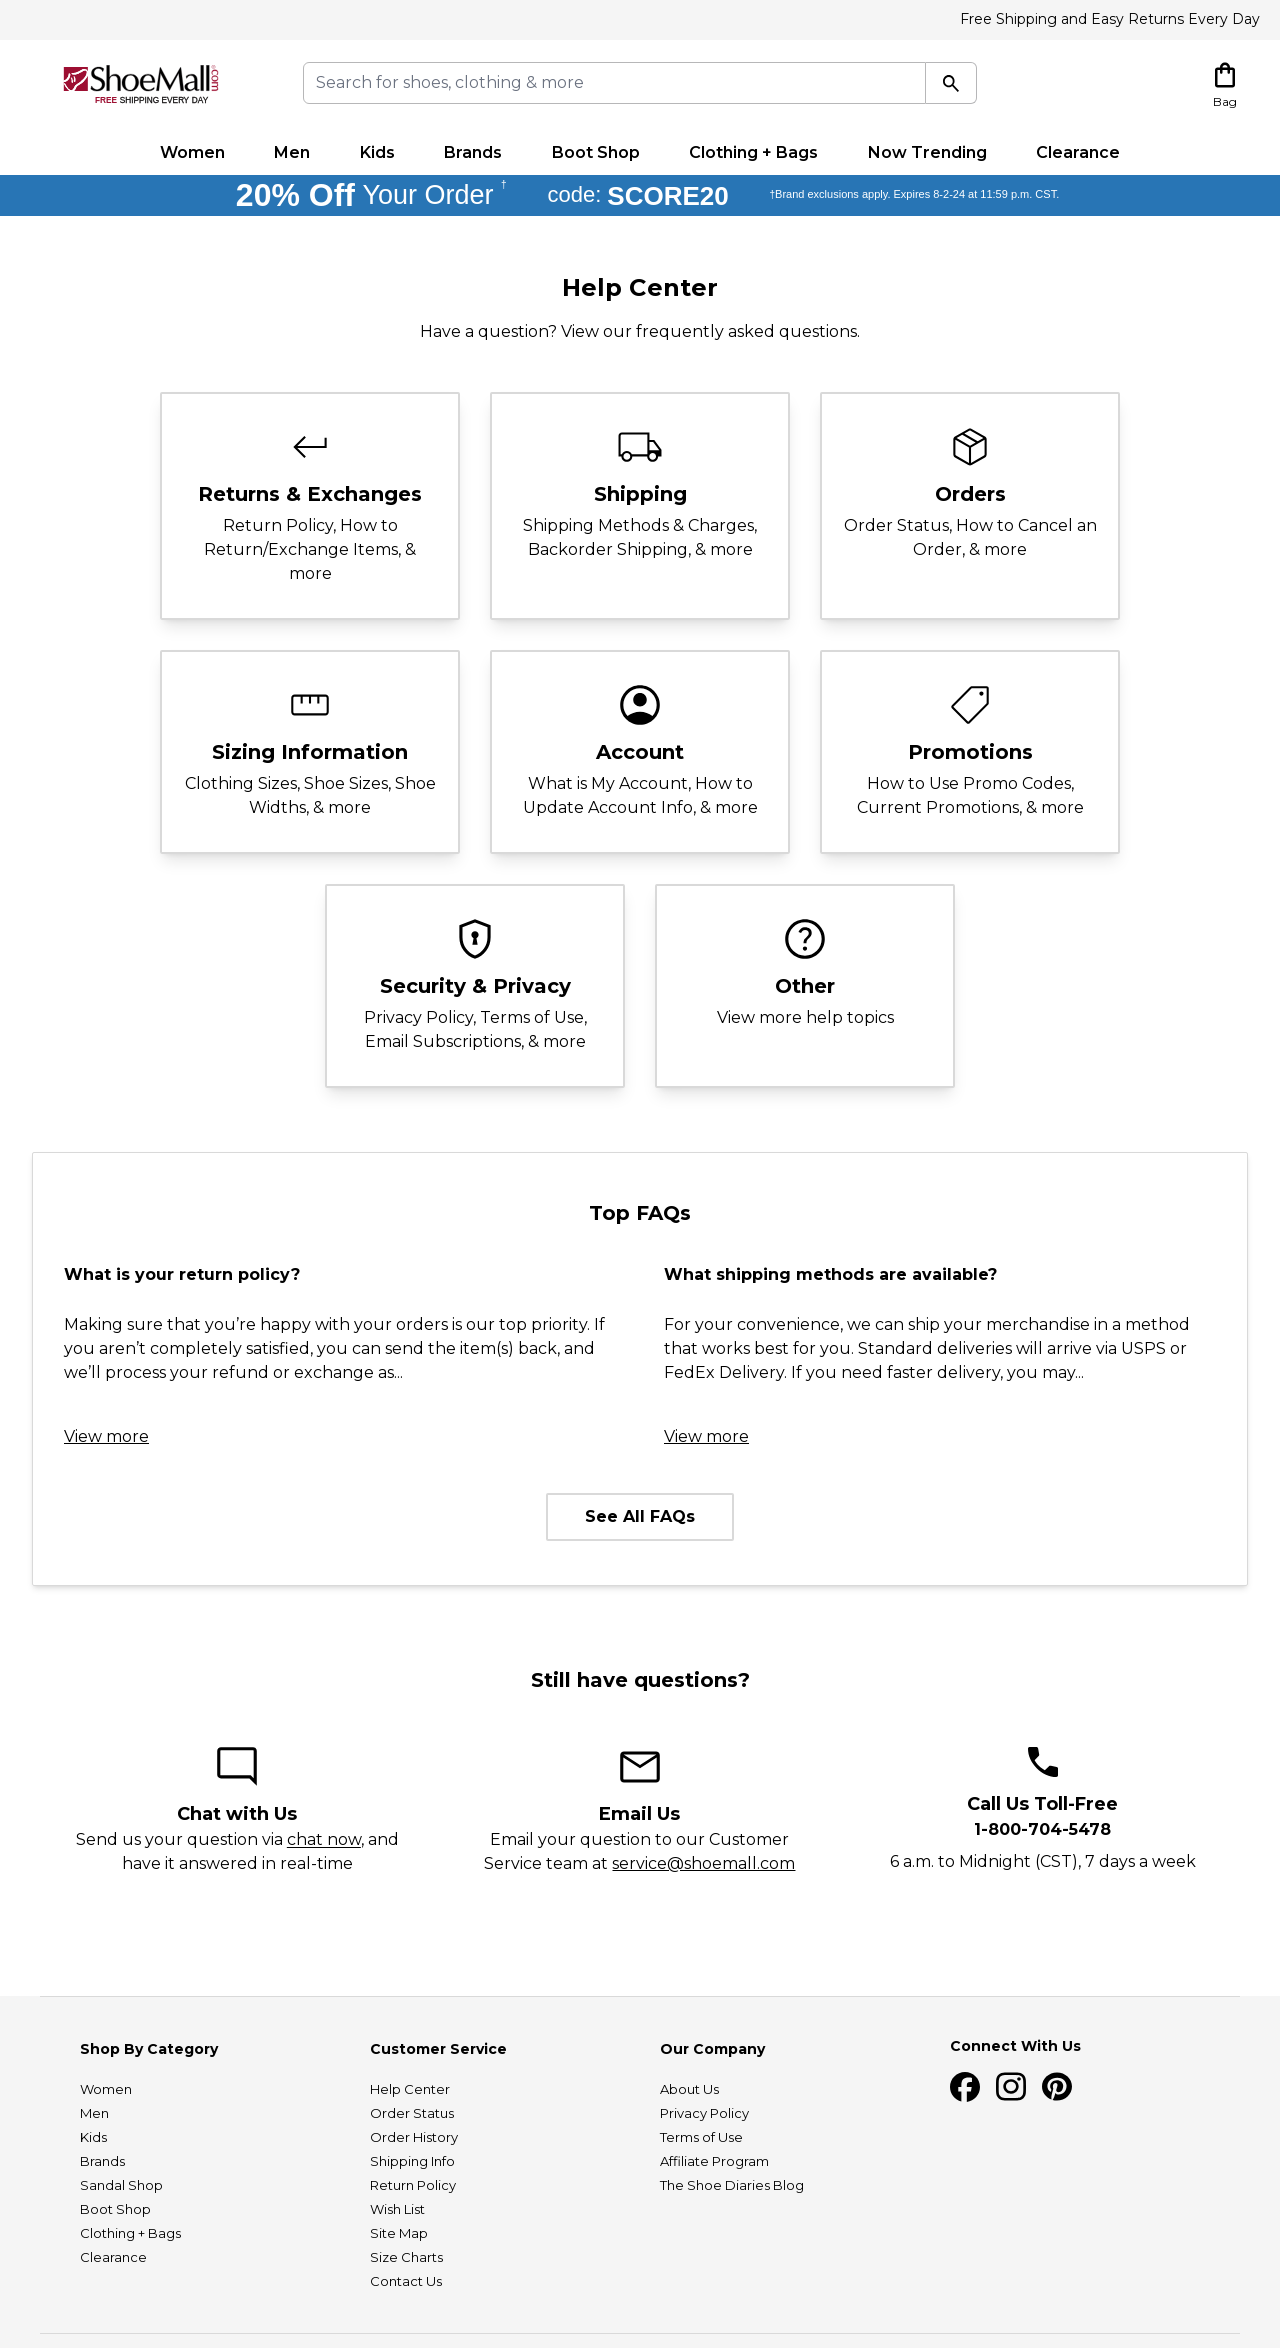 Free Shipping and Easy Returns Every Day
ShoeMall®.com
FREE SHIPPING EVERY DAY
Search for shoes, clothing & more
Bag
Women Men Kids Brands Boot Shop Clothing + Bags Now Trending Clearance
20% Off Your Order † code: SCORE20 †Brand exclusions apply. Expires 8-2-24 at 11:59 p.m. CST.
Help Center
Have a question? View our frequently asked questions.
Returns & Exchanges
Return Policy, How to
Return/Exchange Items, &
more
Shipping
Shipping Methods & Charges,
Backorder Shipping, & more
Orders
Order Status, How to Cancel an
Order, & more
Sizing Information
Clothing Sizes, Shoe Sizes, Shoe
Widths, & more
Account
What is My Account, How to
Update Account Info, & more
Promotions
How to Use Promo Codes,
Current Promotions, & more
Security & Privacy
Privacy Policy, Terms of Use,
Email Subscriptions, & more
Other
View more help topics
Top FAQs
What is your return policy?
Making sure that you’re happy with your orders is our top priority. If
you aren’t completely satisfied, you can send the item(s) back, and
we’ll process your refund or exchange as...
View more
What shipping methods are available?
For your convenience, we can ship your merchandise in a method
that works best for you. Standard deliveries will arrive via USPS or
FedEx Delivery. If you need faster delivery, you may...
View more
See All FAQs
Still have questions?
Chat with Us
Send us your question via chat now, and
have it answered in real-time
Email Us
Email your question to our Customer
Service team at service@shoemall.com
Call Us Toll-Free
1-800-704-5478
6 a.m. to Midnight (CST), 7 days a week
Shop By Category
Women
Men
Kids
Brands
Sandal Shop
Boot Shop
Clothing + Bags
Clearance
Customer Service
Help Center
Order Status
Order History
Shipping Info
Return Policy
Wish List
Site Map
Size Charts
Contact Us
Our Company
About Us
Privacy Policy
Terms of Use
Affiliate Program
The Shoe Diaries Blog
Connect With Us